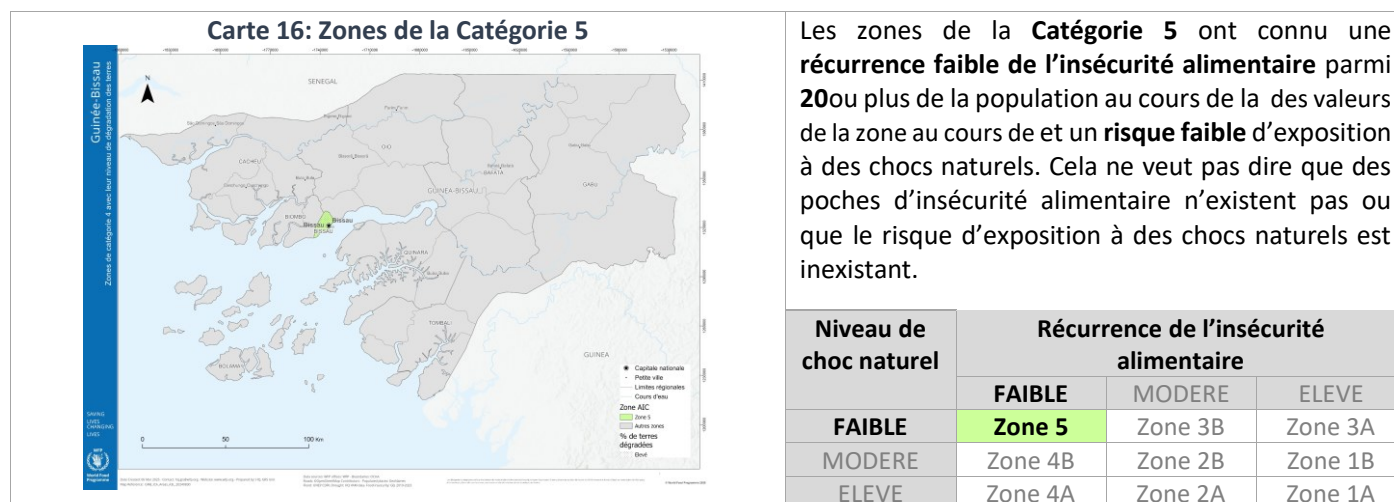 Carte 16: Zones de la Catégorie 5
Guinée-Bissau
Zones de catégorie 4 avec leur niveau de dégradation des terres
N
SENEGAL
CACHEU
OIO
BAFATA
GABU
GUINEA-BISSAU
BIOMBO
Bissau
Bissau
BISSAU
QUINARA
TOMBALI
BOLAMA
GUINEA
Capitale nationale
Petite ville
Limites régionales
Cours d'eau
Zone AIC
Zone 5
Autres zones
% de terres
dégradées
Élevé
0 50 100 Km
SAVING
LIVES
CHANGING
LIVES
WFP
World Food
Programme
Les zones de la Catégorie 5 ont connu une
récurrence faible de l'insécurité alimentaire parmi
20ou plus de la population au cours de la des valeurs
de la zone au cours de et un risque faible d'exposition
à des chocs naturels. Cela ne veut pas dire que des
poches d'insécurité alimentaire n'existent pas ou
que le risque d'exposition à des chocs naturels est
inexistant.
Niveau de
choc naturel
Récurrence de l'insécurité
alimentaire
FAIBLE MODERE ELEVE
FAIBLE Zone 5 Zone 3B Zone 3A
MODERE Zone 4B Zone 2B Zone 1B
ELEVE Zone 4A Zone 2A Zone 1A